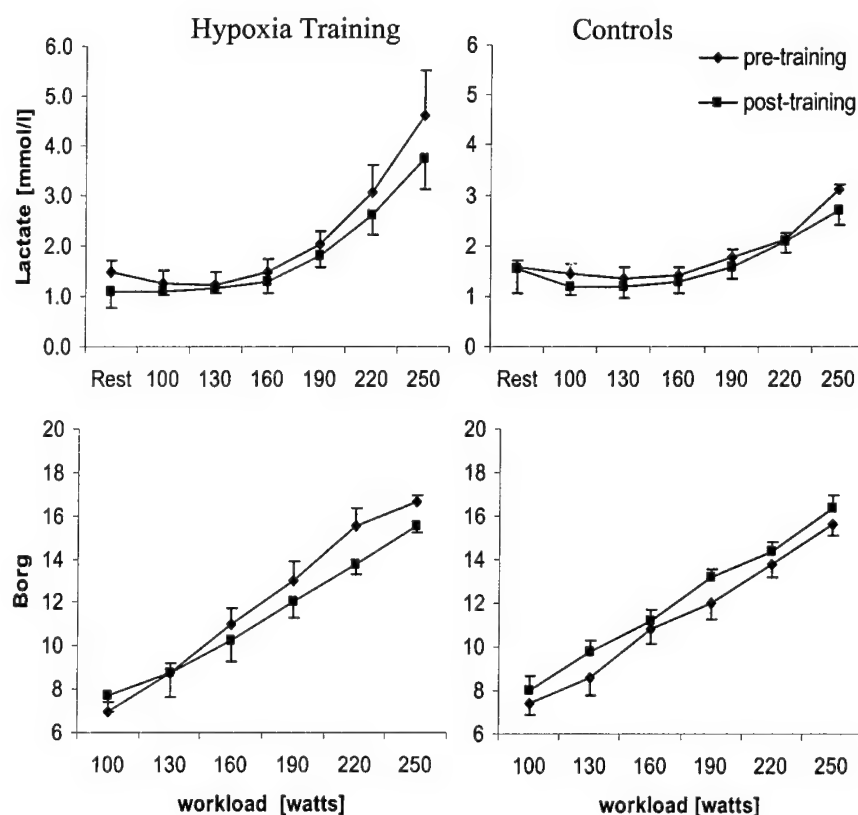 Hypoxia Training
Controls
Lactate [mmol/l]
6.0
5.0
4.0
3.0
2.0
1.0
0.0
Rest 100 130 160 190 220 250
6
5
4
3
2
1
0
pre-training
post-training
Rest 100 130 160 190 220 250
Borg
20
18
16
14
12
10
8
6
100 130 160 190 220 250
workload [watts]
20
18
16
14
12
10
8
6
100 130 160 190 220 250
workload [watts]